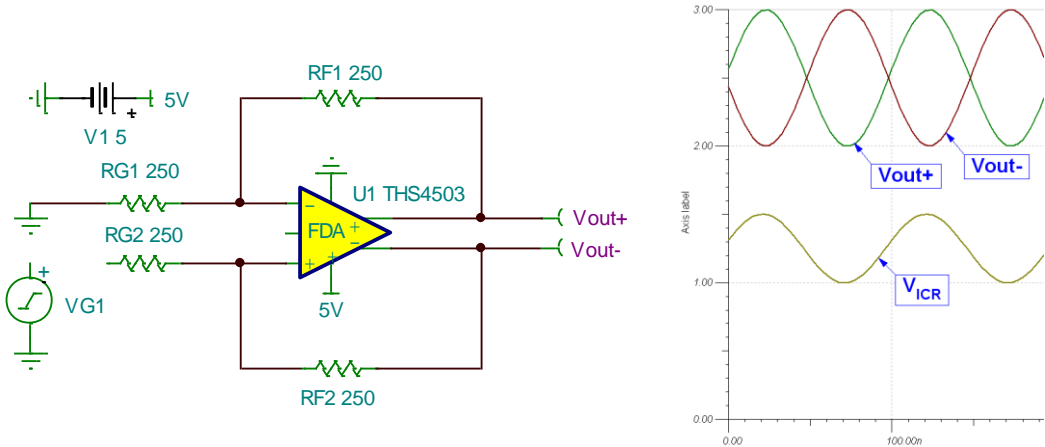 RF1 250
5V
V1 5
RG1 250
U1 THS4503
FDA
Vout+
RG2 250
Vout-
VG1
5V
RF2 250
3.00
2.00
Vout+
Vout-
Axis label
1.00
VICR
0.00
0.00
100.00n